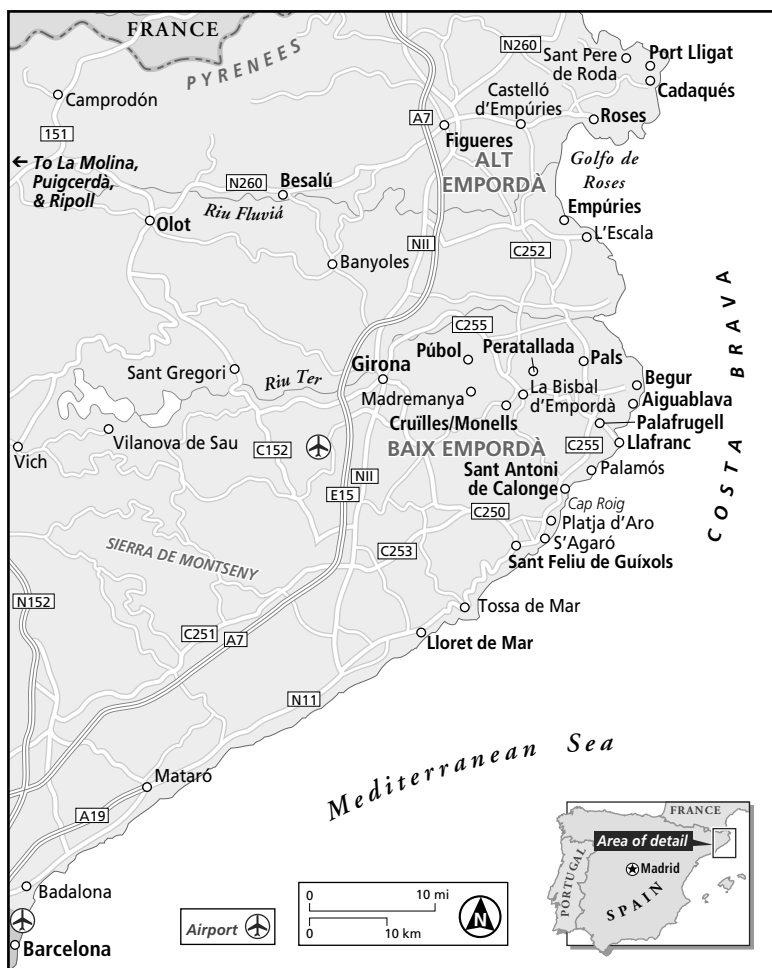 FRANCE
PYRENEES
N260
Sant Pere
de Roda
Port Lligat
Cadaqués
Camprodón
Castelló
d'Empúries
A7
Roses
151
Figueres
ALT
EMPORDÀ
Golfo de
Roses
← To La Molina,
Puigcerdà,
& Ripoll
N260
Besalú
Riu Fluviá
Olot
Empúries
L'Escala
NII
C252
Banyoles
C255
Púbol
Peratallada
Pals
Girona
Sant Gregori
Riu Ter
Madremanya
La Bisbal
d'Empordà
Begur
Aiguablava
Cruïlles/Monells
Palafrugell
Vilanova de Sau
Vich
C152
BAIX EMPORDÀ
C255
Llafranc
NII
Sant Antoni
de Calonge
Palamós
E15
Cap Roig
C250
Platja d'Aro
S'Agaró
C253
Sant Feliu de Guíxols
SIERRA DE MONTSENY
COSTA BRAVA
N152
Tossa de Mar
C251
A7
Lloret de Mar
N11
Mediterranean Sea
Mataró
A19
Badalona
Barcelona
Airport
0 10 mi
0 10 km
N
FRANCE
Area of detail
PORTUGAL
Madrid
SPAIN